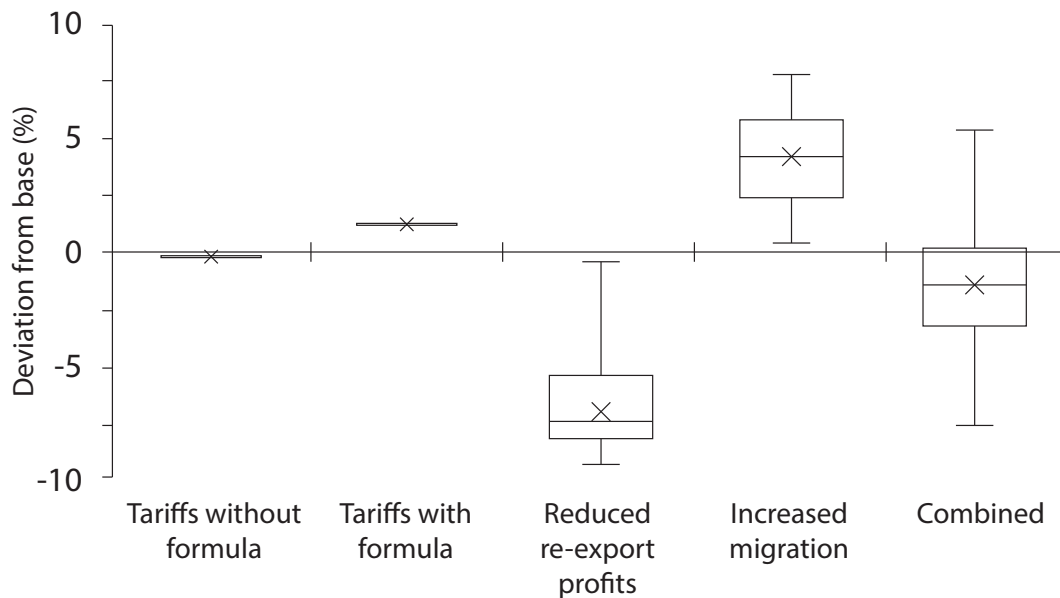 10
5
0
-5
-10
Deviation from base (%)
Tariffs without
formula
Tariffs with
formula
Reduced
re-export
profits
Increased
migration
Combined